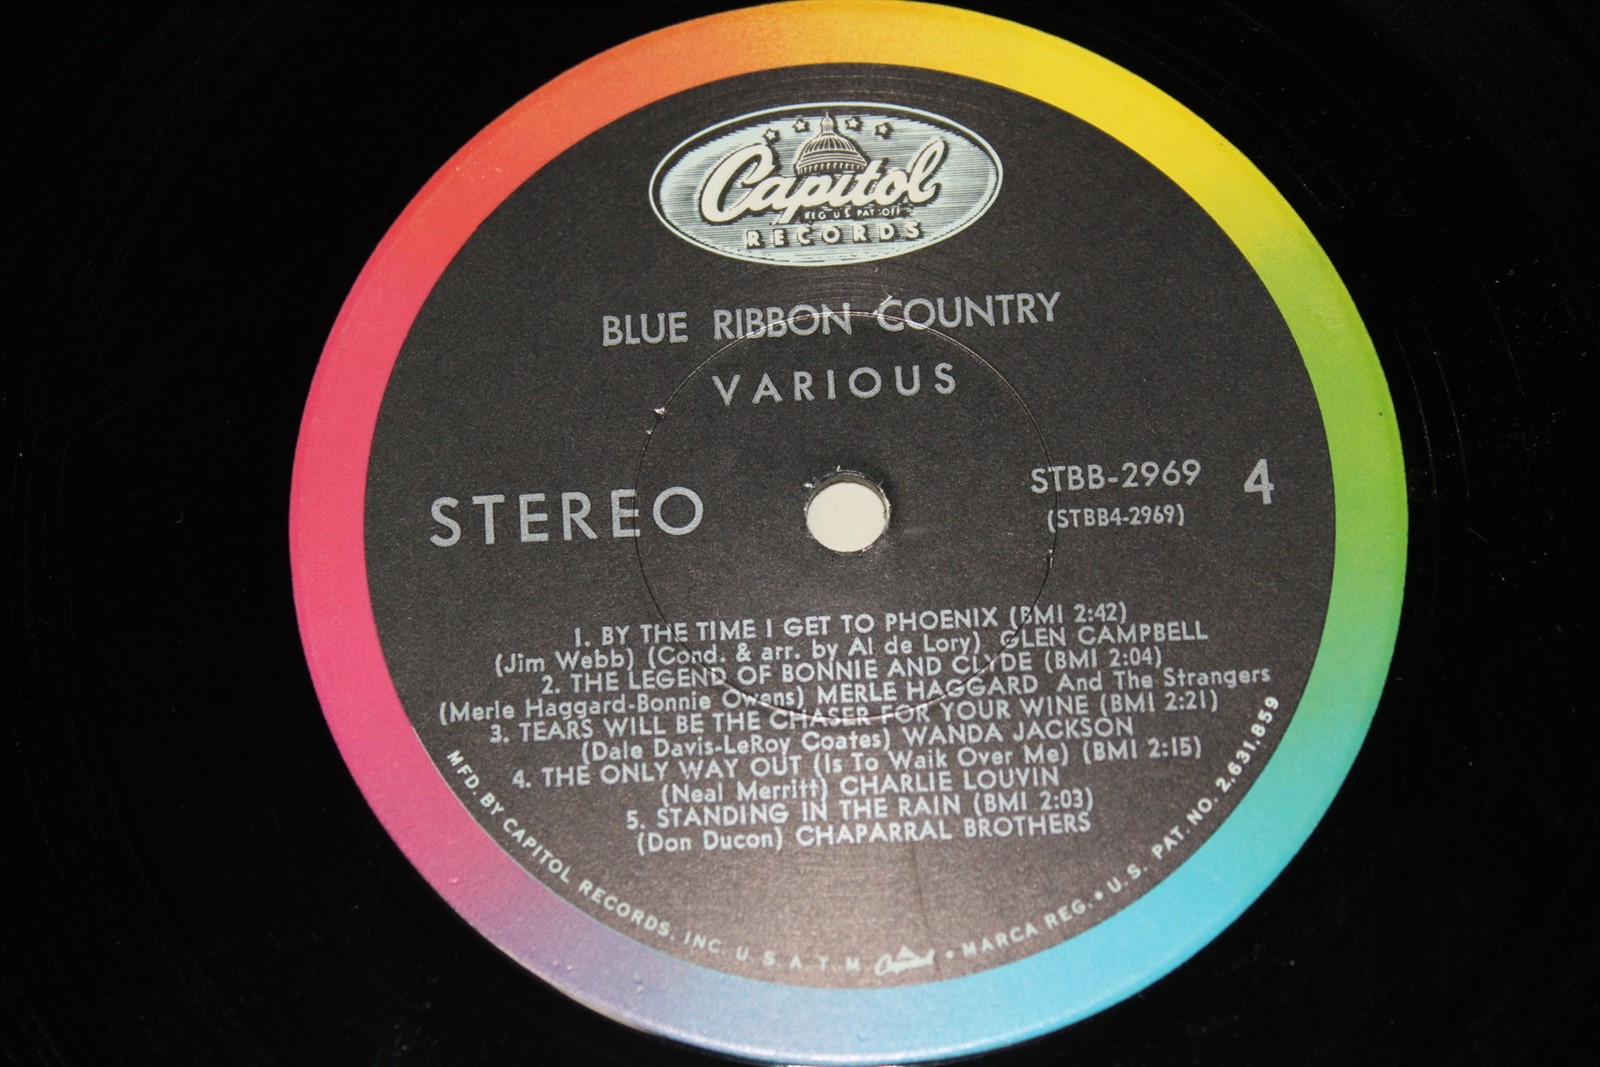 Capitol
REG U.S. PAT. OFF.
RECORDS
BLUE RIBBON COUNTRY
VARIOUS
STEREO
STBB-2969 4
(STBB4-2969)
1. BY THE TIME I GET TO PHOENIX (BMI 2:42)
(Jim Webb) (Cond. & arr. by Al de Lory) GLEN CAMPBELL
2. THE LEGEND OF BONNIE AND CLYDE (BMI 2:04)
(Merle Haggard-Bonnie Owens) MERLE HAGGARD And The Strangers
3. TEARS WILL BE THE CHASER FOR YOUR WINE (BMI 2:21)
(Dale Davis-LeRoy Coates) WANDA JACKSON
4. THE ONLY WAY OUT (Is To Walk Over Me) (BMI 2:15)
(Neal Merritt) CHARLIE LOUVIN
5. STANDING IN THE RAIN (BMI 2:03)
(Don Ducon) CHAPARRAL BROTHERS
MFD. BY CAPITOL RECORDS, INC. U.S.A. T.M. Capitol • MARCA REG. • U.S. PAT. NO. 2,631,859